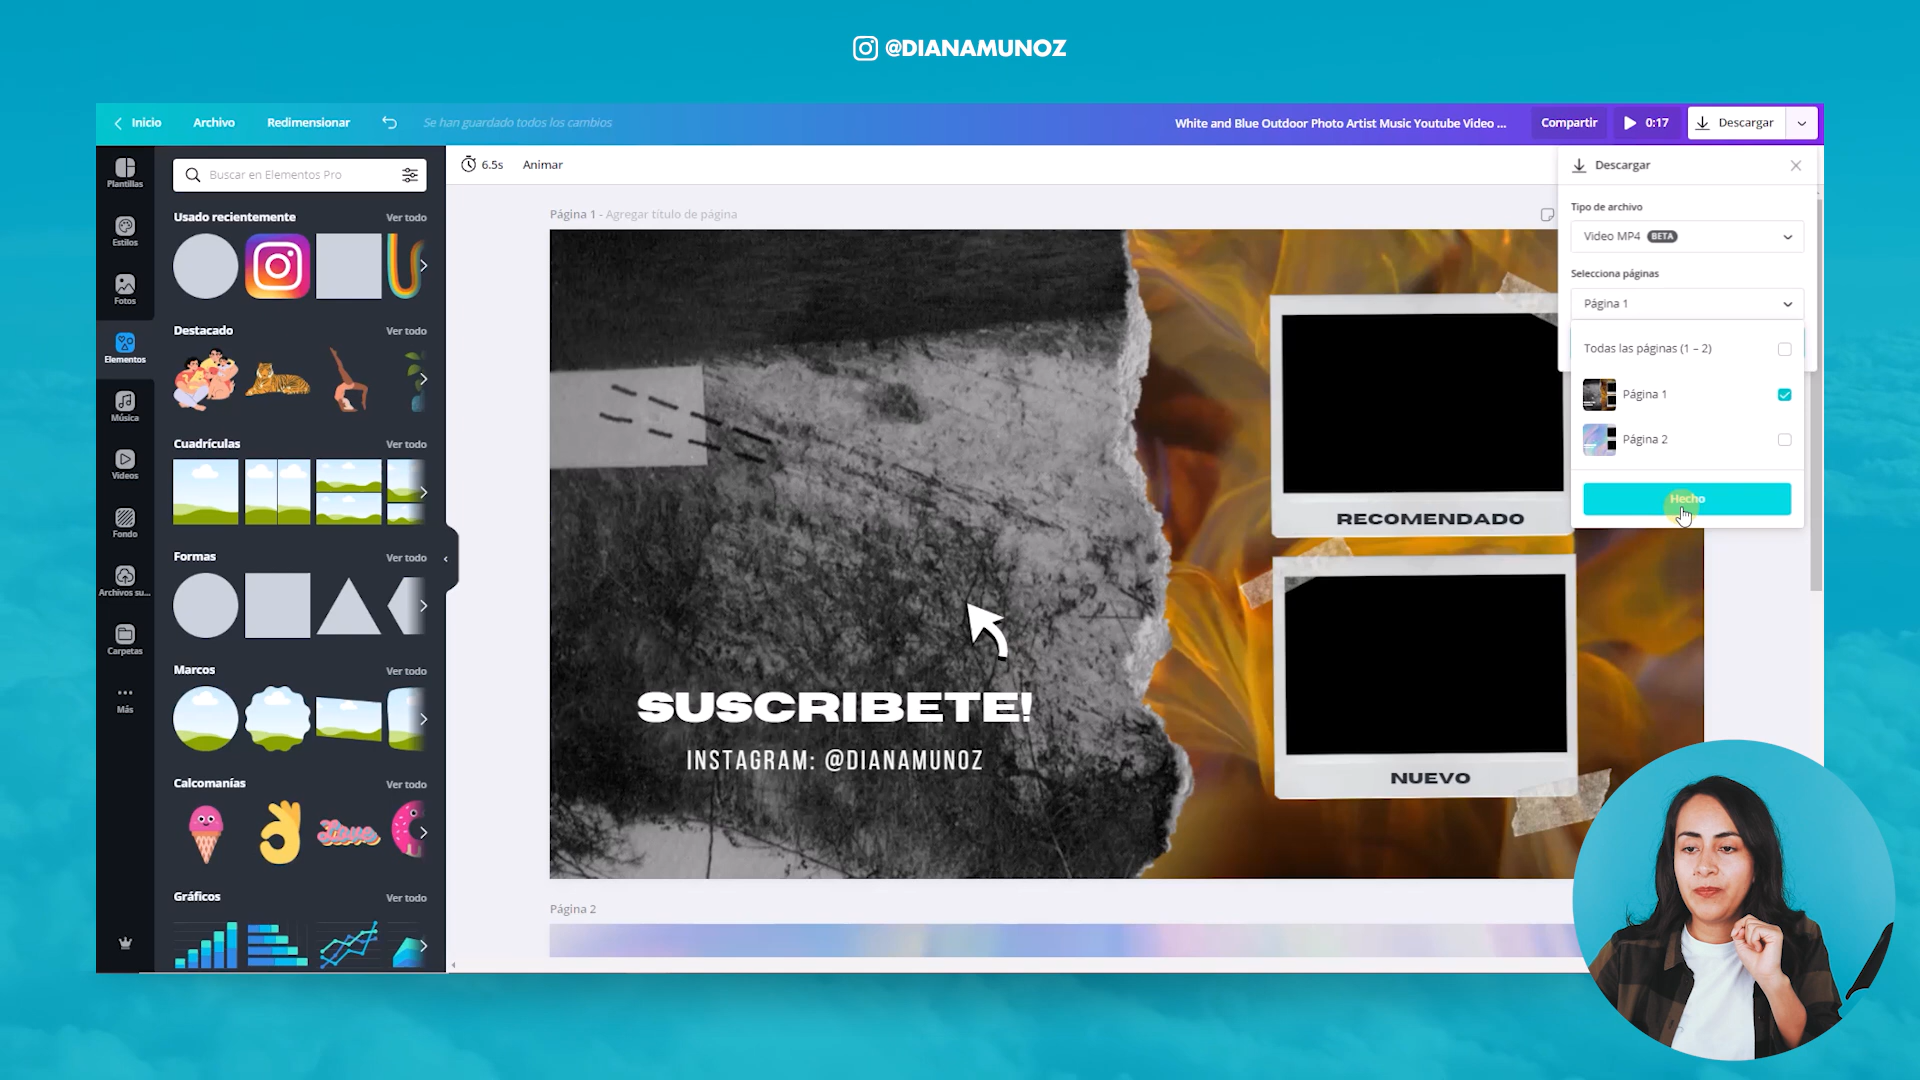 @DIANAMUNOZ
Inicio
Archivo
Redimensionar
Se han guardado todos los cambios
White and Blue Outdoor Photo Artist Music Youtube Video ...
Compartir
0:17
Descargar
Plantillas
Estilos
Fotos
Elementos
Música
Videos
Fondo
Archivos su...
Carpetas
Más
Buscar en Elementos Pro
Usado recientemente
Ver todo
Destacado
Ver todo
Cuadrículas
Ver todo
Formas
Ver todo
Marcos
Ver todo
Calcomanías
Ver todo
Love
Gráficos
Ver todo
6.5s
Animar
Página 1 - Agregar título de página
SUSCRIBETE!
INSTAGRAM: @DIANAMUNOZ
RECOMENDADO
NUEVO
Página 2
Descargar
Tipo de archivo
Video MP4 BETA
Selecciona páginas
Página 1
Todas las páginas (1 – 2)
Página 1
Página 2
Hecho